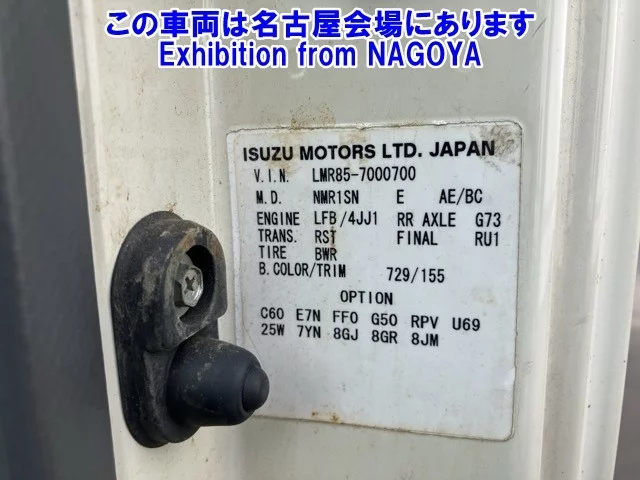 この車両は名古屋会場にあります
Exhibition from NAGOYA
ISUZU MOTORS LTD. JAPAN
V.I.N. LMR85-7000700
M.D. NMR1SN E AE/BC
ENGINE LFB/4JJ1 RR AXLE G73
TRANS. RST FINAL RU1
TIRE BWR
B.COLOR/TRIM 729/155
OPTION
C60 E7N FF0 G50 RPV U69
25W 7YN 8GJ 8GR 8JM